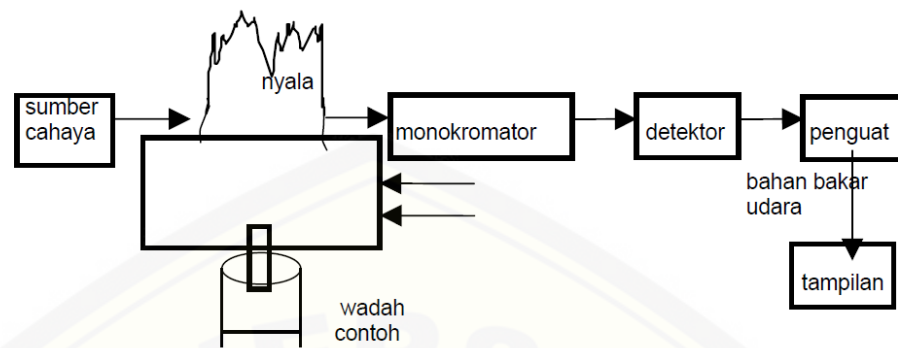 nyala
sumber
cahaya
monokromator
detektor
penguat
bahan bakar
udara
tampilan
wadah
contoh